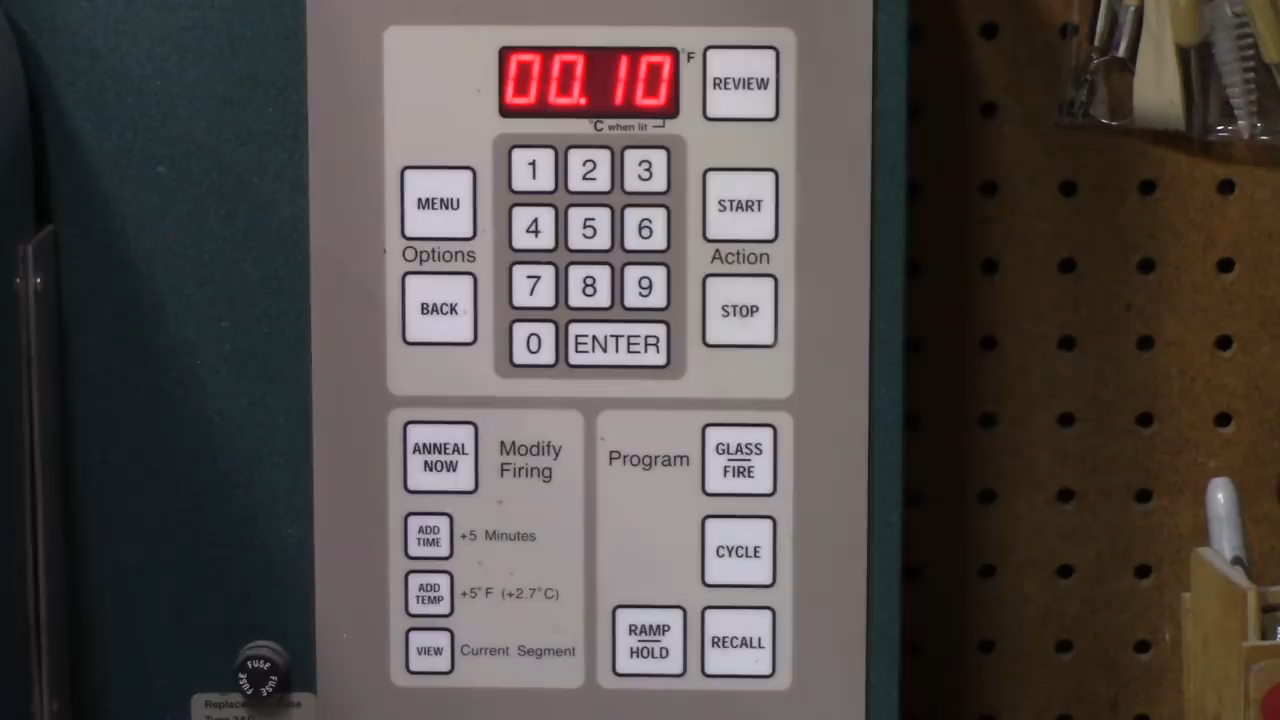 00.10
°F
REVIEW
°C when lit
1 2 3
MENU
START
4 5 6
Options
Action
7 8 9
BACK
STOP
0 ENTER
ANNEAL
NOW
Modify
Firing
ADD
TIME
+5 Minutes
ADD
TEMP
+5°F (+2.7°C)
VIEW
Current Segment
Program
GLASS
FIRE
CYCLE
RAMP
HOLD
RECALL
FUSE
FUSE
FUSE